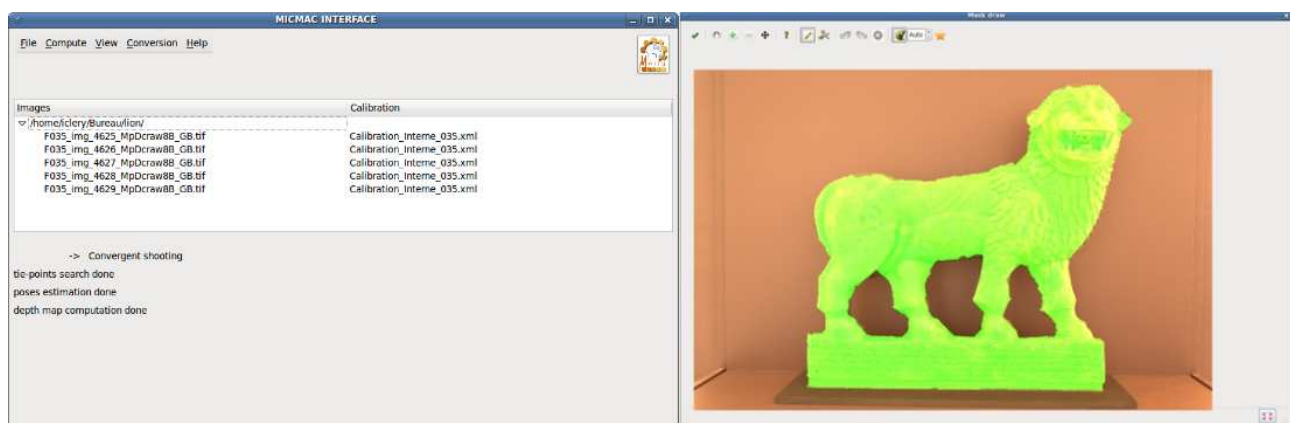 MICMAC INTERFACE
File Compute View Conversion Help
Images Calibration
/home/iclery/Bureau/lion/
F035_img_4625_MpDcraw8B_GB.tif Calibration_Interne_035.xml
F035_img_4626_MpDcraw8B_GB.tif Calibration_Interne_035.xml
F035_img_4627_MpDcraw8B_GB.tif Calibration_Interne_035.xml
F035_img_4628_MpDcraw8B_GB.tif Calibration_Interne_035.xml
F035_img_4629_MpDcraw8B_GB.tif Calibration_Interne_035.xml
-> Convergent shooting
tie-points search done
poses estimation done
depth map computation done
Mask draw
Auto